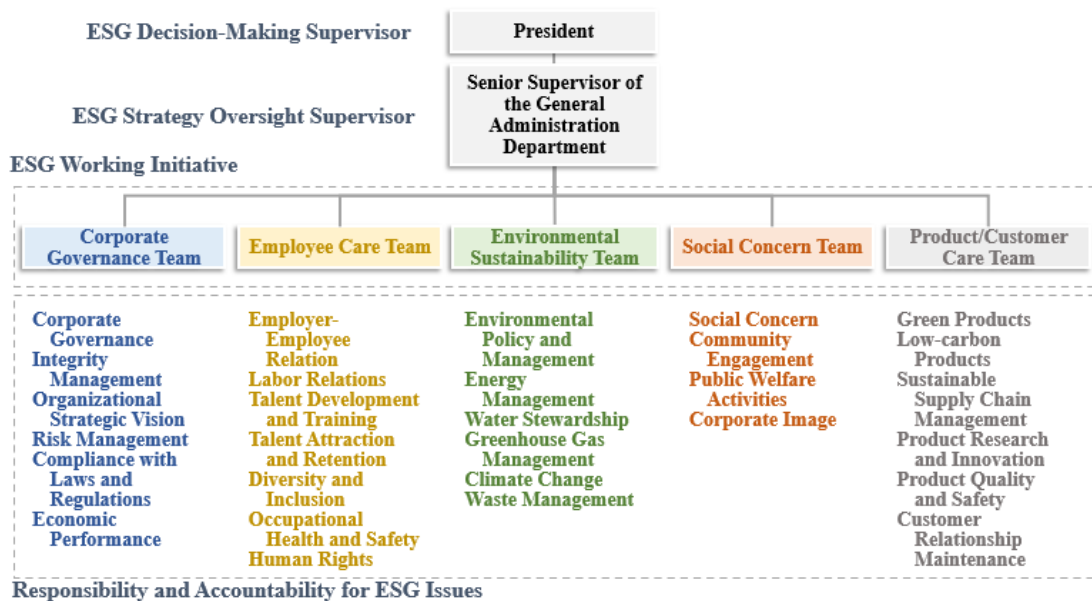 ESG Decision-Making Supervisor
President
ESG Strategy Oversight Supervisor
Senior Supervisor of
the General
Administration
Department
ESG Working Initiative
Corporate
Governance Team
Employee Care Team
Environmental
Sustainability Team
Social Concern Team
Product/Customer
Care Team
Corporate
Governance
Integrity
Management
Organizational
Strategic Vision
Risk Management
Compliance with
Laws and
Regulations
Economic
Performance
Employer-
Employee
Relation
Labor Relations
Talent Development
and Training
Talent Attraction
and Retention
Diversity and
Inclusion
Occupational
Health and Safety
Human Rights
Environmental
Policy and
Management
Energy
Management
Water Stewardship
Greenhouse Gas
Management
Climate Change
Waste Management
Social Concern
Community
Engagement
Public Welfare
Activities
Corporate Image
Green Products
Low-carbon
Products
Sustainable
Supply Chain
Management
Product Research
and Innovation
Product Quality
and Safety
Customer
Relationship
Maintenance
Responsibility and Accountability for ESG Issues